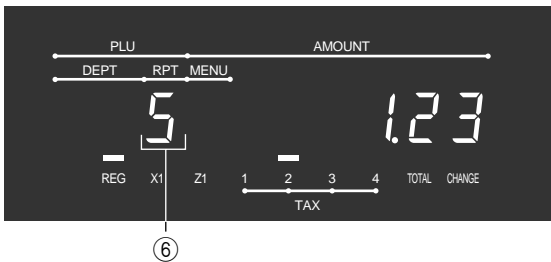 PLU AMOUNT
DEPT RPT MENU
5 1.23
REG X1 Z1 1 2 3 4 TOTAL CHANGE
TAX
⑥